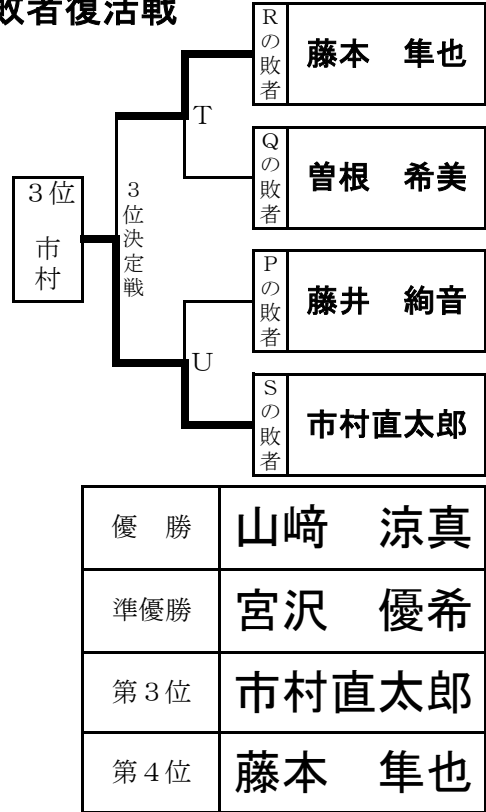 敗者復活戦
Rの敗者
藤本　隼也
T
Qの敗者
曽根　希美
3位
市村
3位決定戦
Pの敗者
藤井　絢音
U
Sの敗者
市村直太郎
優　勝
山﨑　涼真
準優勝
宮沢　優希
第3位
市村直太郎
第4位
藤本　隼也